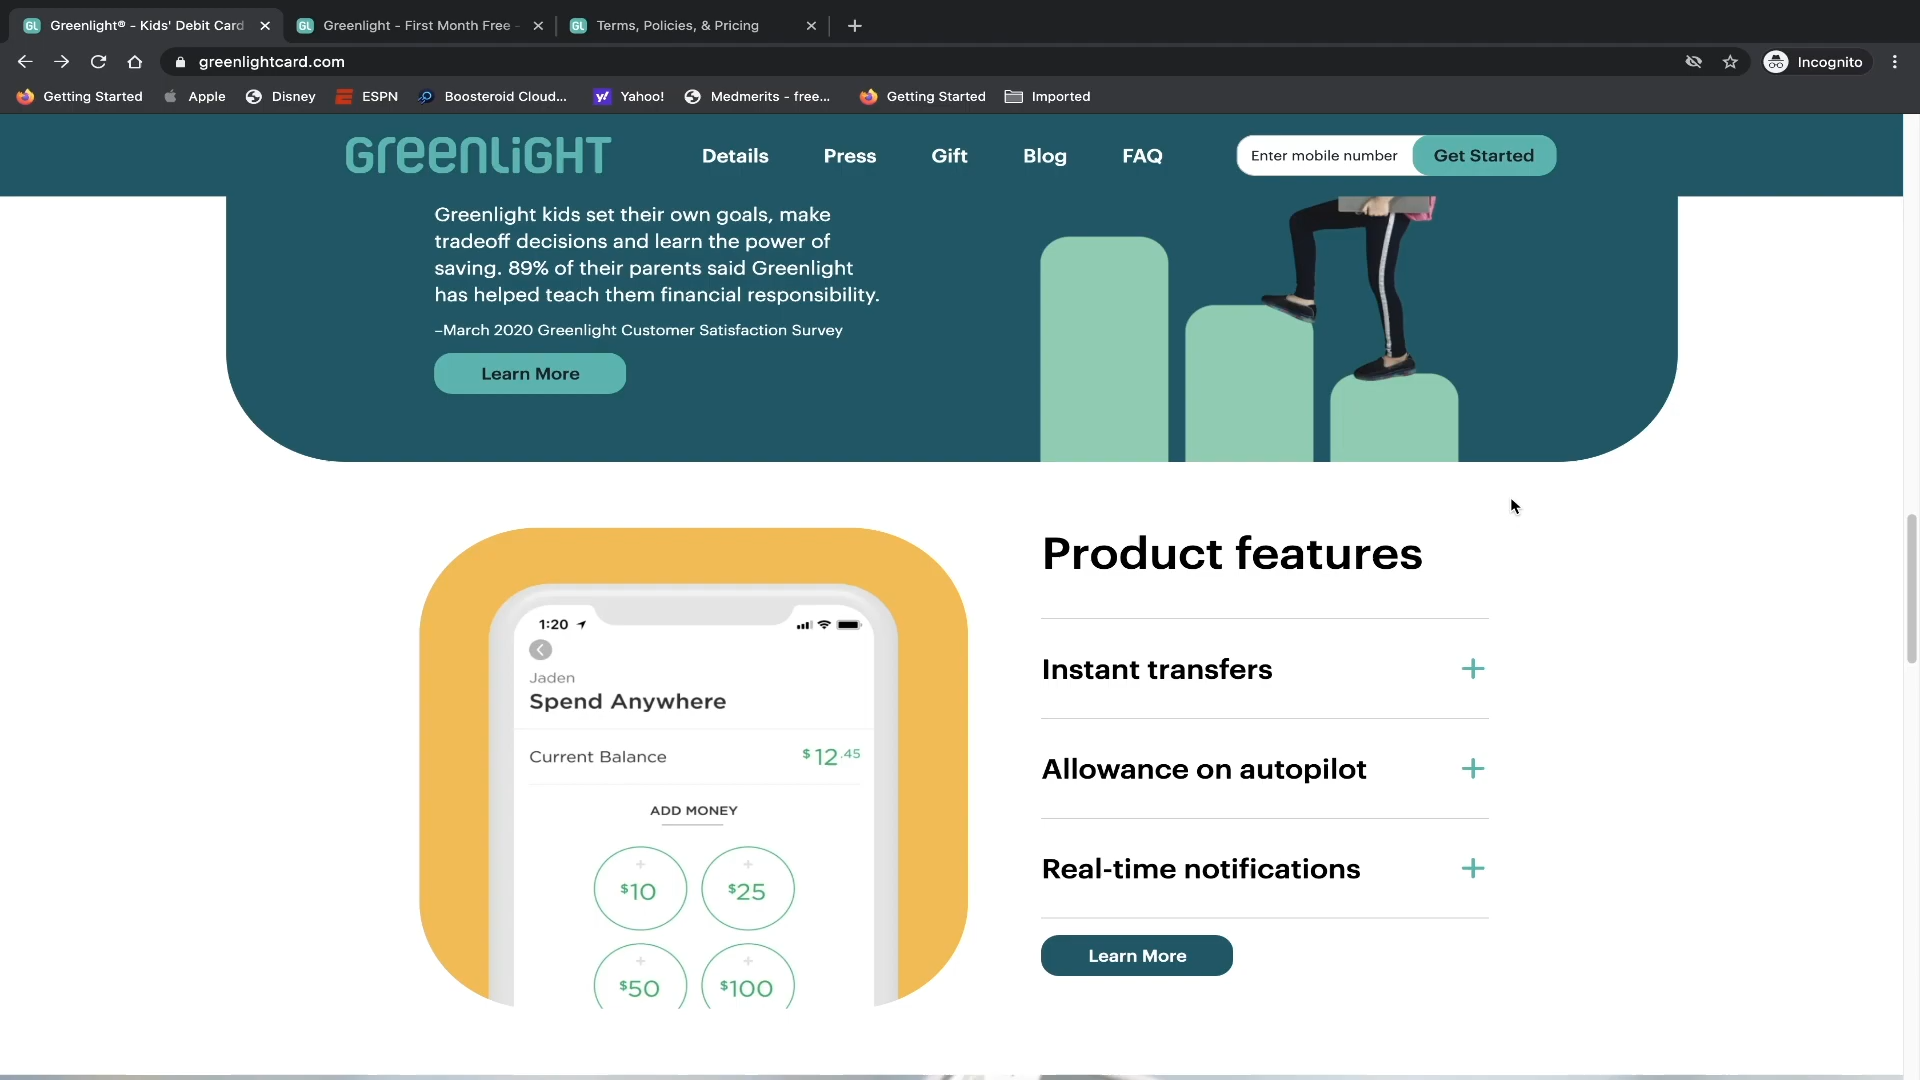 GL Greenlight® - Kids' Debit Card
GL Greenlight - First Month Free -
GL Terms, Policies, & Pricing
greenlightcard.com
Incognito
Getting Started
Apple
Disney
ESPN
Boosteroid Cloud...
y! Yahoo!
Medmerits - free...
Getting Started
Imported
GreenLiGHT
Details
Press
Gift
Blog
FAQ
Enter mobile number
Get Started
Greenlight kids set their own goals, make
tradeoff decisions and learn the power of
saving. 89% of their parents said Greenlight
has helped teach them financial responsibility.
–March 2020 Greenlight Customer Satisfaction Survey
Learn More
1:20
Jaden
Spend Anywhere
Current Balance $12.45
ADD MONEY
+ +
$10 $25
+ +
$50 $100
Product features
Instant transfers +
Allowance on autopilot +
Real-time notifications +
Learn More